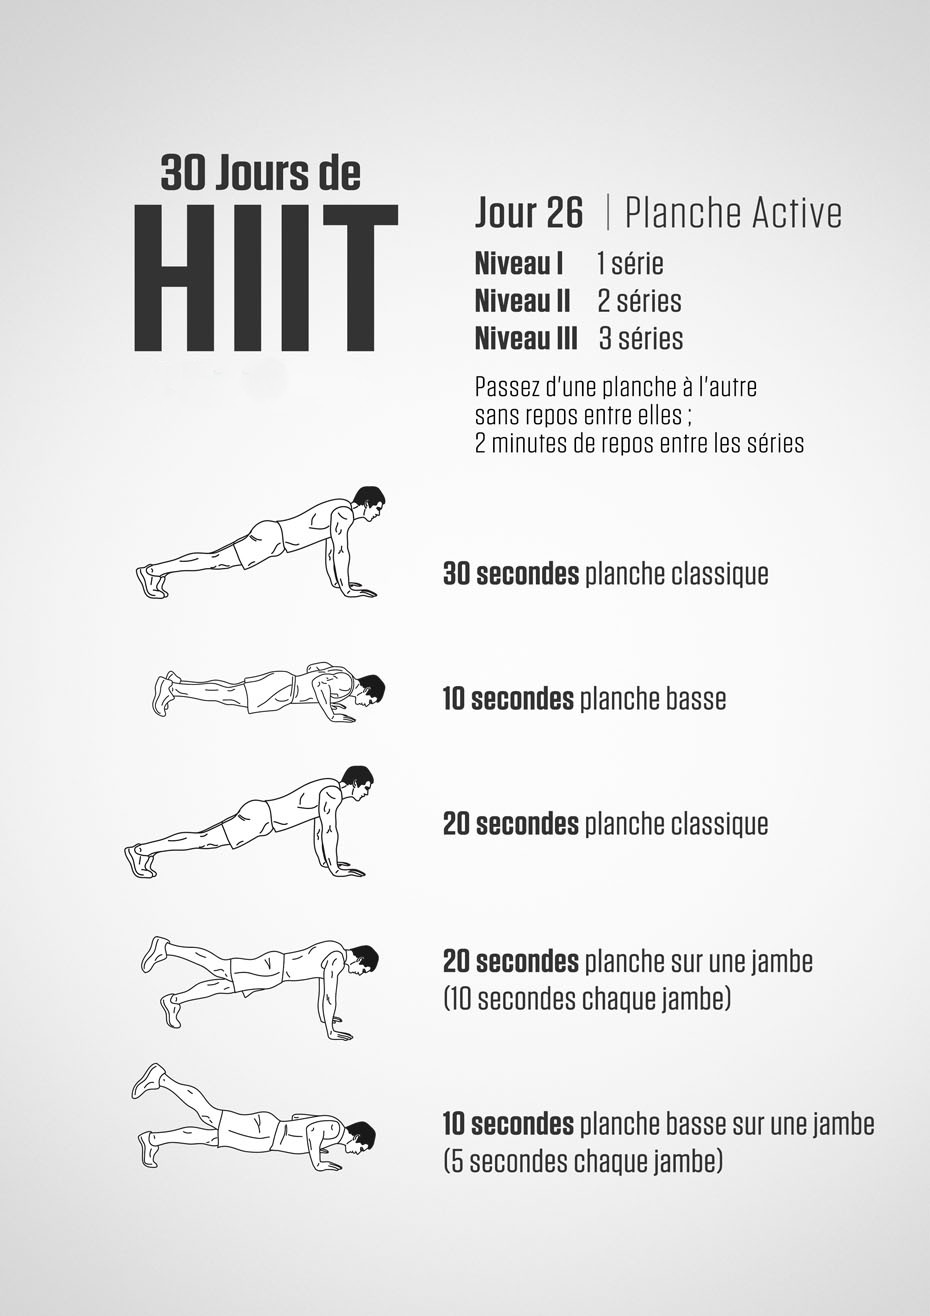 30 Jours de
HIIT
Jour 26 | Planche Active
Niveau I 1 série
Niveau II 2 séries
Niveau III 3 séries
Passez d'une planche à l'autre
sans repos entre elles ;
2 minutes de repos entre les séries
30 secondes planche classique
10 secondes planche basse
20 secondes planche classique
20 secondes planche sur une jambe
(10 secondes chaque jambe)
10 secondes planche basse sur une jambe
(5 secondes chaque jambe)